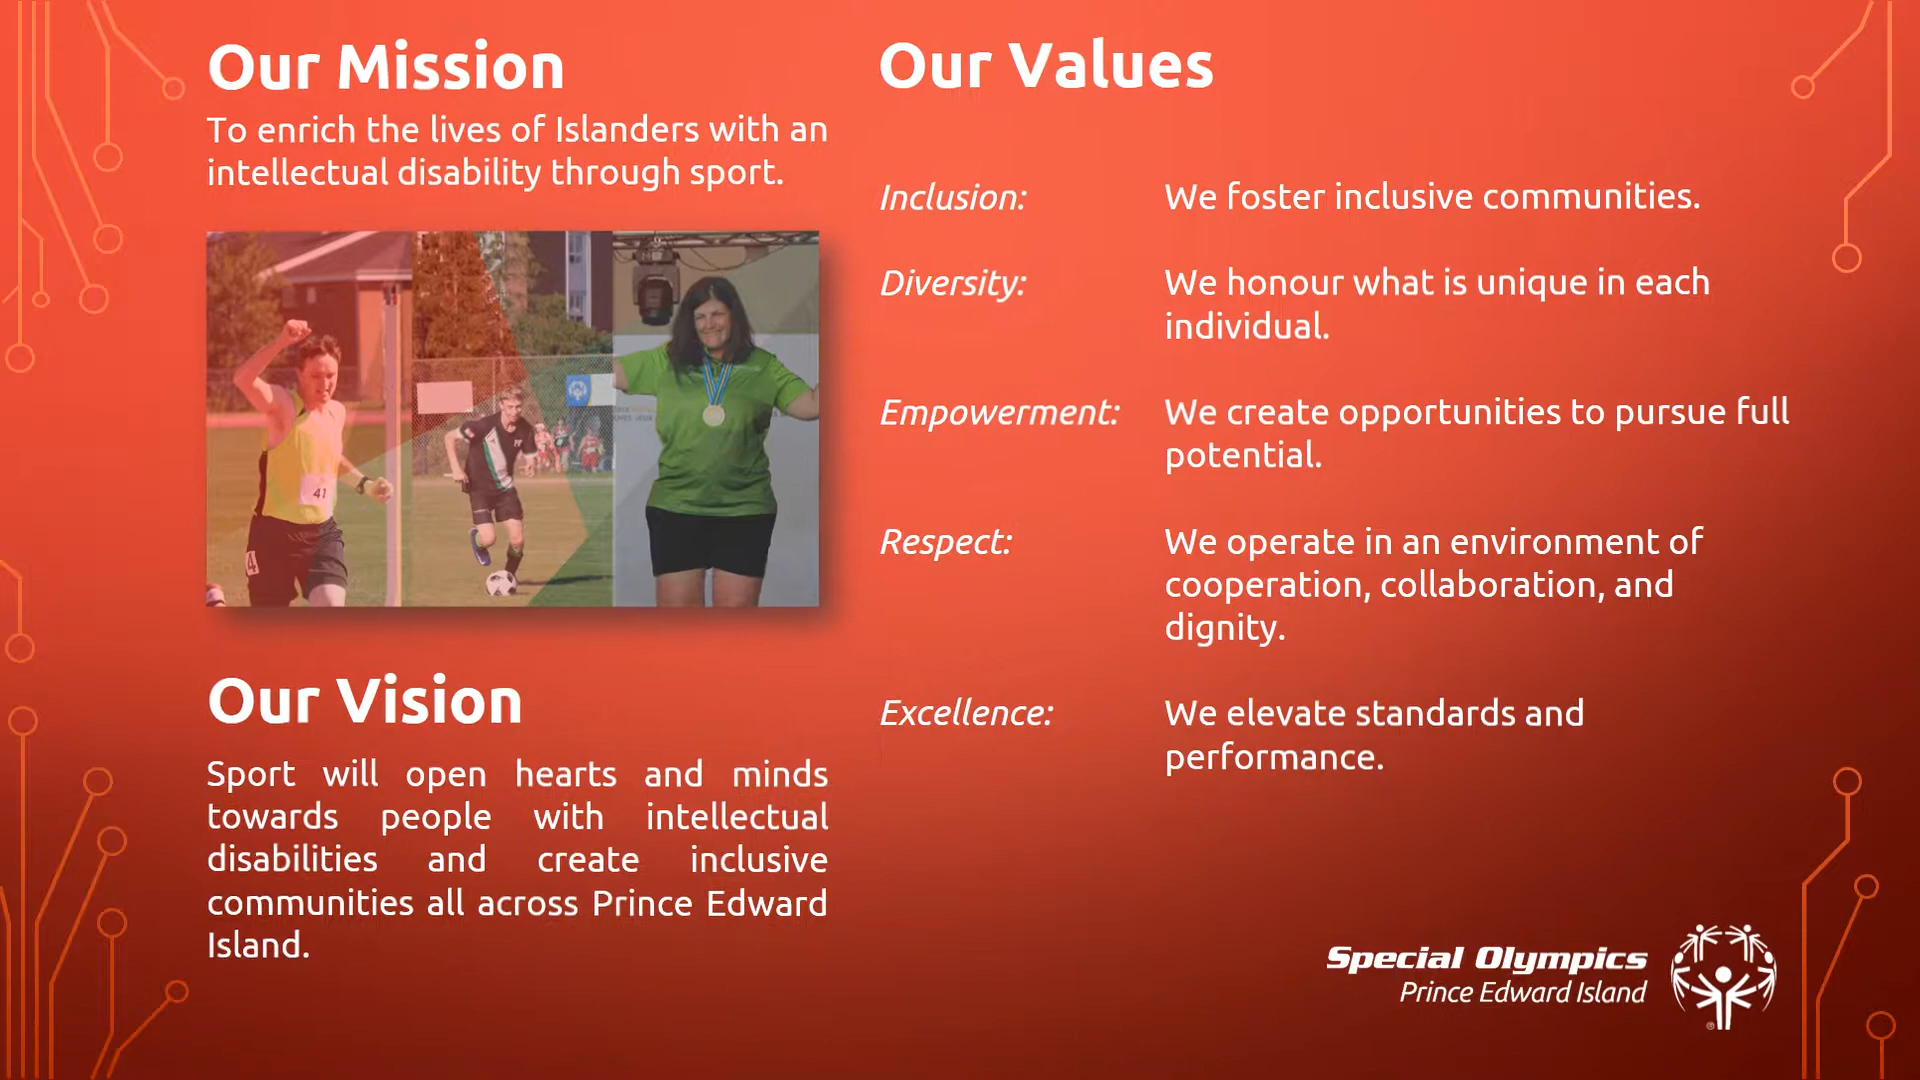 Our Mission
To enrich the lives of Islanders with an
intellectual disability through sport.
41
4
Our Vision
Sport will open hearts and minds
towards people with intellectual
disabilities and create inclusive
communities all across Prince Edward
Island.
Our Values
Inclusion: We foster inclusive communities.
Diversity: We honour what is unique in each
individual.
Empowerment: We create opportunities to pursue full
potential.
Respect: We operate in an environment of
cooperation, collaboration, and
dignity.
Excellence: We elevate standards and
performance.
Special Olympics
Prince Edward Island
®